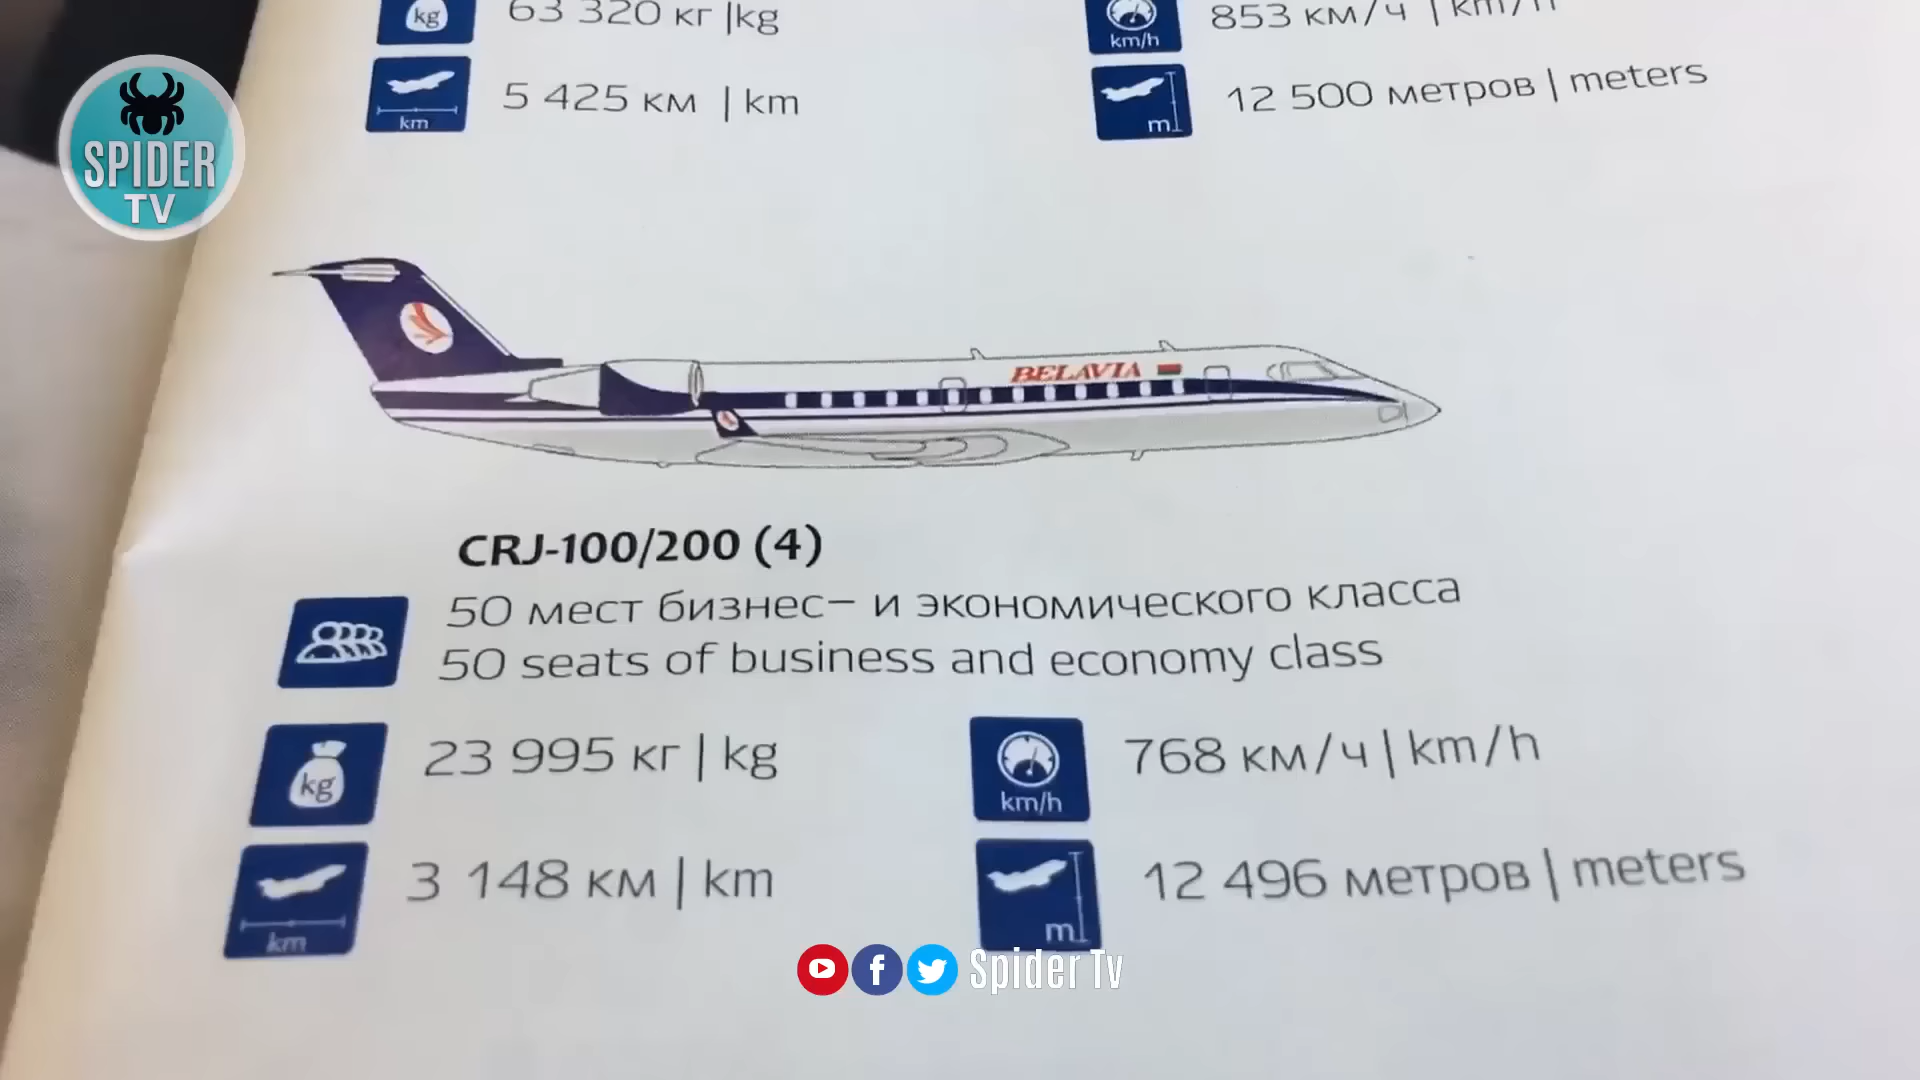 kg
63 320 кг |kg
km/h
853 км/ч | km/h
km
5 425 км | km
m
12 500 метров | meters
SPIDER
TV
BELAVIA
CRJ-100/200 (4)
50 мест бизнес– и экономического класса
50 seats of business and economy class
kg
23 995 кг | kg
km/h
768 км/ч | km/h
km
3 148 км | km
m
12 496 метров | meters
Spider Tv